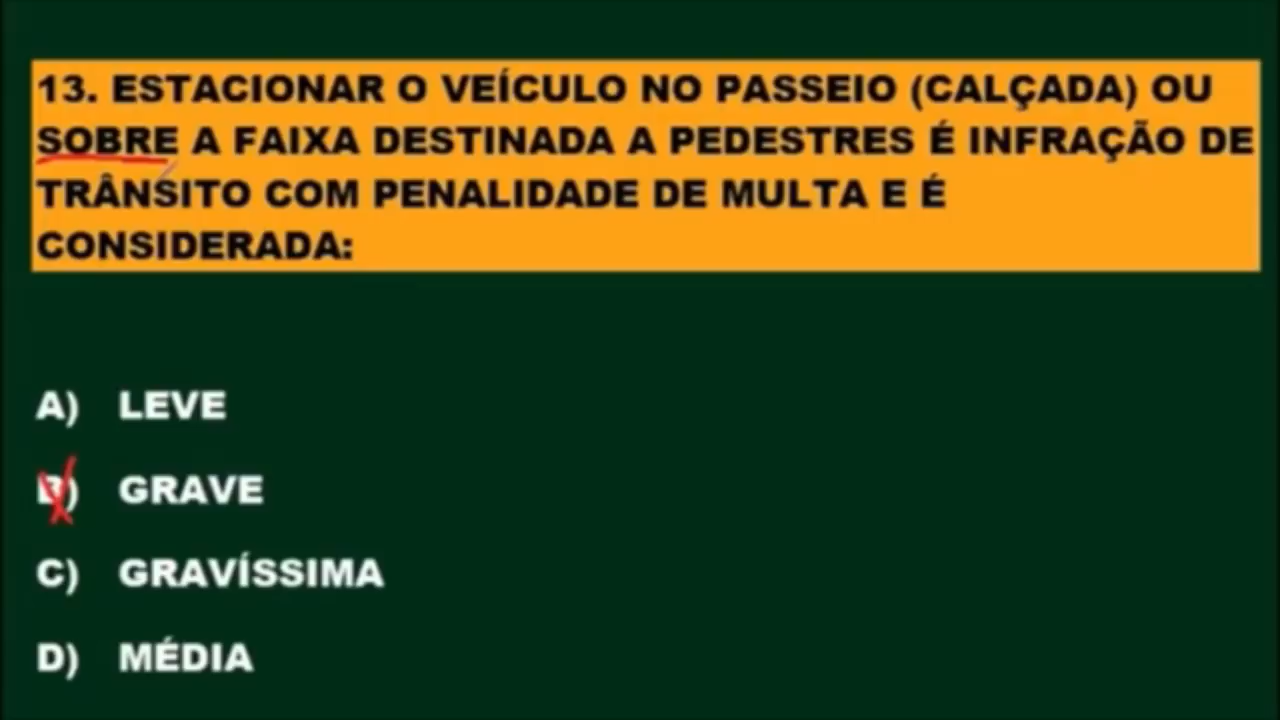 13. ESTACIONAR O VEÍCULO NO PASSEIO (CALÇADA) OU
SOBRE A FAIXA DESTINADA A PEDESTRES É INFRAÇÃO DE
TRÂNSITO COM PENALIDADE DE MULTA E É
CONSIDERADA:
A) LEVE
B) GRAVE
C) GRAVÍSSIMA
D) MÉDIA